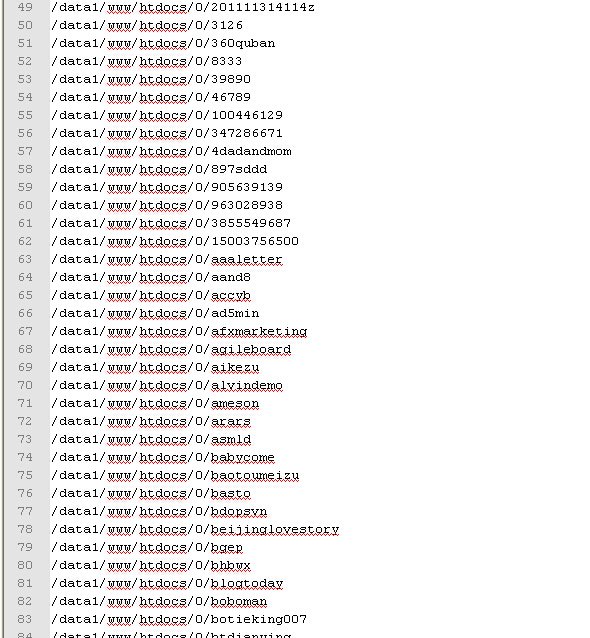 49 /data1/www/htdocs/0/201111314114z
50 /data1/www/htdocs/0/3126
51 /data1/www/htdocs/0/360quban
52 /data1/www/htdocs/0/8333
53 /data1/www/htdocs/0/39890
54 /data1/www/htdocs/0/46789
55 /data1/www/htdocs/0/100446129
56 /data1/www/htdocs/0/347286671
57 /data1/www/htdocs/0/4dadandmom
58 /data1/www/htdocs/0/897sddd
59 /data1/www/htdocs/0/905639139
60 /data1/www/htdocs/0/963028938
61 /data1/www/htdocs/0/3855549687
62 /data1/www/htdocs/0/15003756500
63 /data1/www/htdocs/0/aaaletter
64 /data1/www/htdocs/0/aand8
65 /data1/www/htdocs/0/accyb
66 /data1/www/htdocs/0/ad5min
67 /data1/www/htdocs/0/afxmarketing
68 /data1/www/htdocs/0/agileboard
69 /data1/www/htdocs/0/aikezu
70 /data1/www/htdocs/0/alvindemo
71 /data1/www/htdocs/0/ameson
72 /data1/www/htdocs/0/arars
73 /data1/www/htdocs/0/asmld
74 /data1/www/htdocs/0/babycome
75 /data1/www/htdocs/0/baotoumeizu
76 /data1/www/htdocs/0/basto
77 /data1/www/htdocs/0/bdopsvn
78 /data1/www/htdocs/0/beijinglovestory
79 /data1/www/htdocs/0/bgep
80 /data1/www/htdocs/0/bhbwx
81 /data1/www/htdocs/0/blogtoday
82 /data1/www/htdocs/0/boboman
83 /data1/www/htdocs/0/botieking007